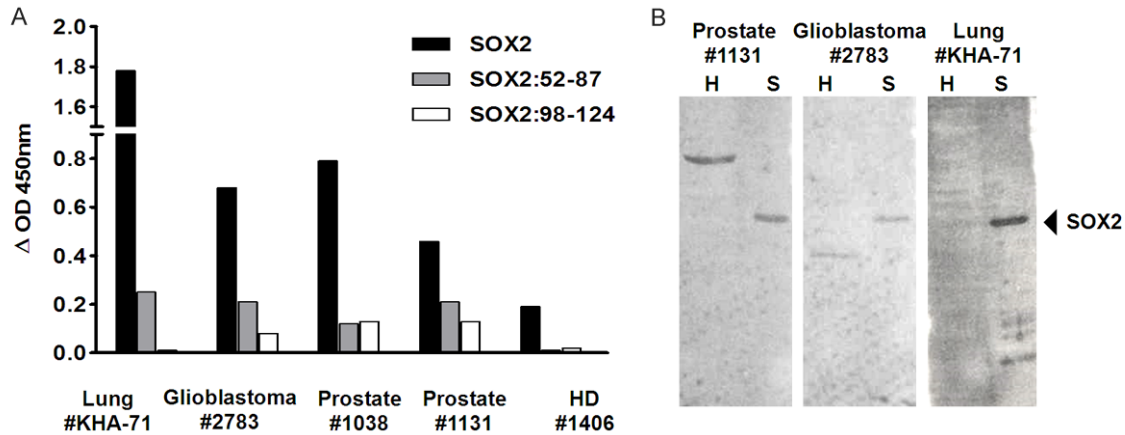 A
2.0
1.8
1.6
0.8
0.6
0.4
0.2
0.0
Δ OD 450nm
SOX2
SOX2:52-87
SOX2:98-124
Lung
#KHA-71
Glioblastoma
#2783
Prostate
#1038
Prostate
#1131
HD
#1406
B
Prostate
#1131
Glioblastoma
#2783
Lung
#KHA-71
H S H S H S
SOX2